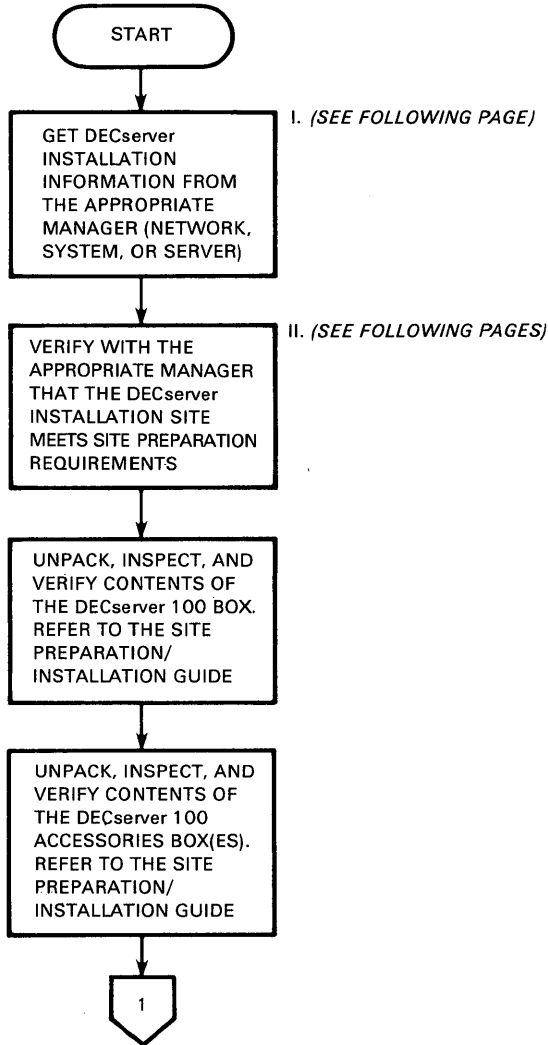 START
GET DECserver
INSTALLATION
INFORMATION FROM
THE APPROPRIATE
MANAGER (NETWORK,
SYSTEM, OR SERVER)
I. (SEE FOLLOWING PAGE)
VERIFY WITH THE
APPROPRIATE MANAGER
THAT THE DECserver
INSTALLATION SITE
MEETS SITE PREPARATION
REQUIREMENTS
II. (SEE FOLLOWING PAGES)
UNPACK, INSPECT, AND
VERIFY CONTENTS OF
THE DECserver 100 BOX.
REFER TO THE SITE
PREPARATION/
INSTALLATION GUIDE
UNPACK, INSPECT, AND
VERIFY CONTENTS OF
THE DECserver 100
ACCESSORIES BOX(ES).
REFER TO THE SITE
PREPARATION/
INSTALLATION GUIDE
1